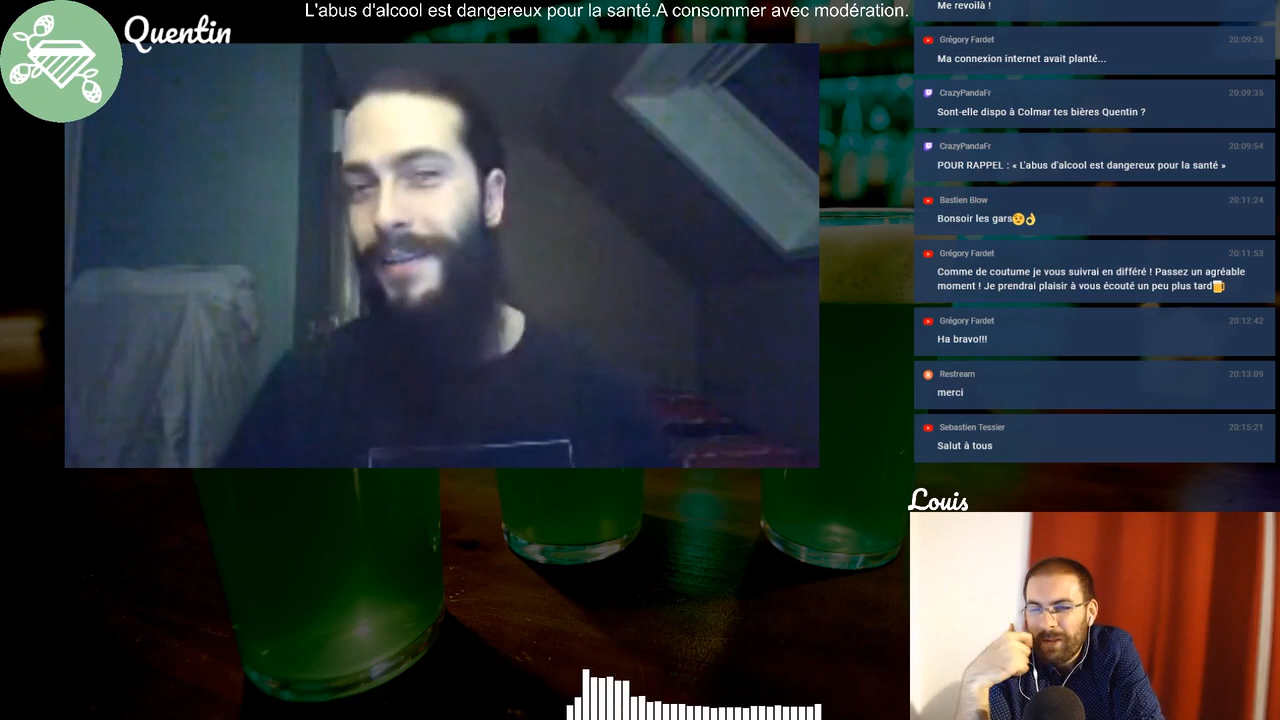 L'abus d'alcool est dangereux pour la santé.A consommer avec modération.
Quentin
Me revoilà !
Grégory Fardet 20:09:26
Ma connexion internet avait planté...
CrazyPandaFr 20:09:35
Sont-elle dispo à Colmar tes bières Quentin ?
CrazyPandaFr 20:09:54
POUR RAPPEL : « L'abus d'alcool est dangereux pour la santé »
Bastien Blow 20:11:24
Bonsoir les gars😉👌
Grégory Fardet 20:11:53
Comme de coutume je vous suivrai en différé ! Passez un agréable
moment ! Je prendrai plaisir à vous écouté un peu plus tard🍺
Grégory Fardet 20:12:42
Ha bravo!!!
Restream 20:13:09
merci
Sebastien Tessier 20:15:21
Salut à tous
Louis